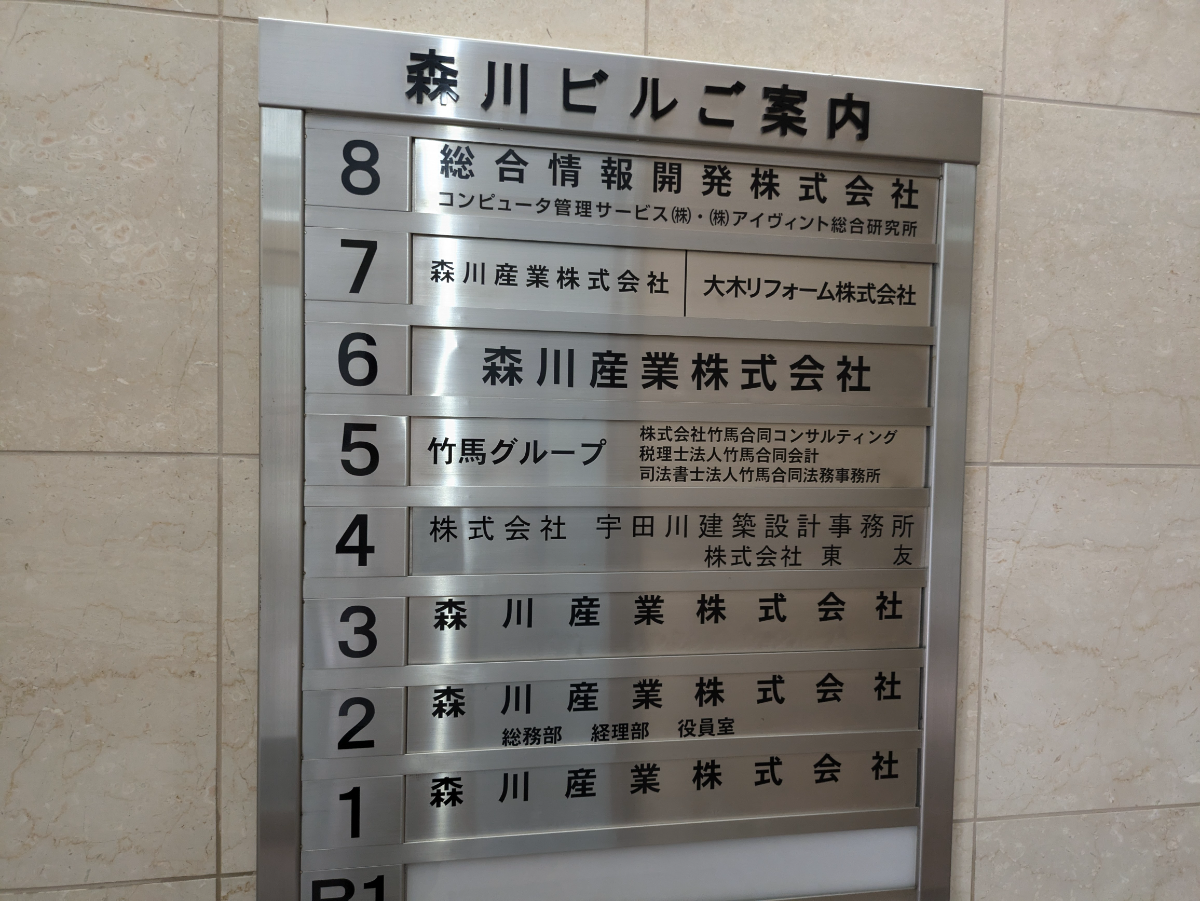 森川ビルご案内
8 総合情報開発株式会社
コンピュータ管理サービス㈱・㈱アイヴィント総合研究所
7 森川産業株式会社 大木リフォーム株式会社
6 森川産業株式会社
5 竹馬グループ
株式会社竹馬合同コンサルティング
税理士法人竹馬合同会計
司法書士法人竹馬合同法務事務所
4 株式会社 宇田川建築設計事務所
株式会社 東 友
3 森川産業株式会社
2 森川産業株式会社
総務部 経理部 役員室
1 森川産業株式会社
B1